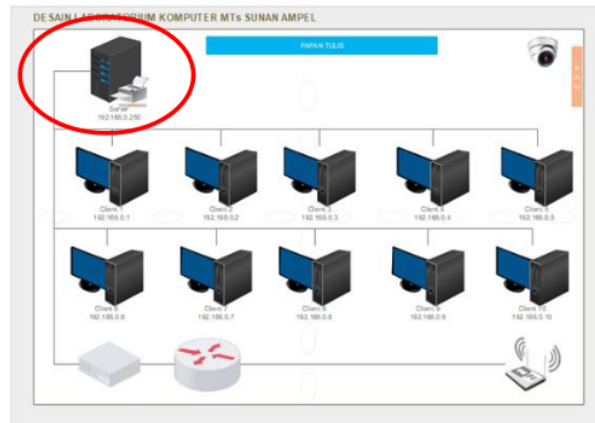 DESAIN LABORATORIUM KOMPUTER MTs SUNAN AMPEL
PAPAN TULIS
Server
192.168.0.250
Client 1
192.168.0.1
Client 2
192.168.0.2
Client 3
192.168.0.3
Client 4
192.168.0.4
Client 5
192.168.0.5
Client 6
192.168.0.6
Client 7
192.168.0.7
Client 8
192.168.0.8
Client 9
192.168.0.9
Client 10
192.168.0.10